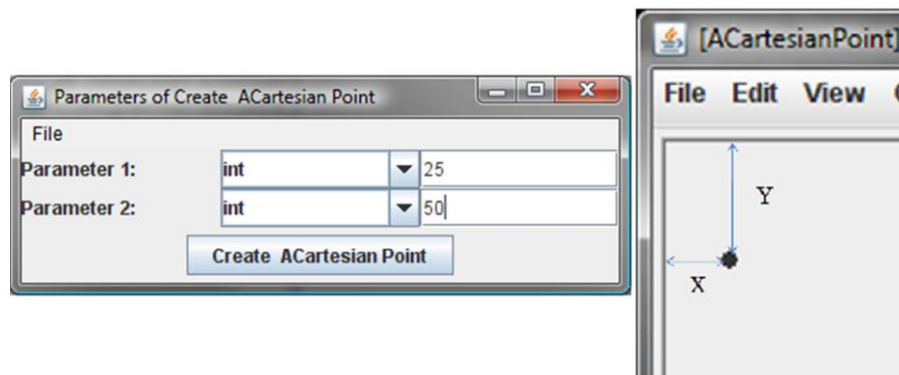 Parameters of Create ACartesian Point
File
Parameter 1: int 25
Parameter 2: int 50
Create ACartesian Point
[ACartesianPoint]
File Edit View
Y
X